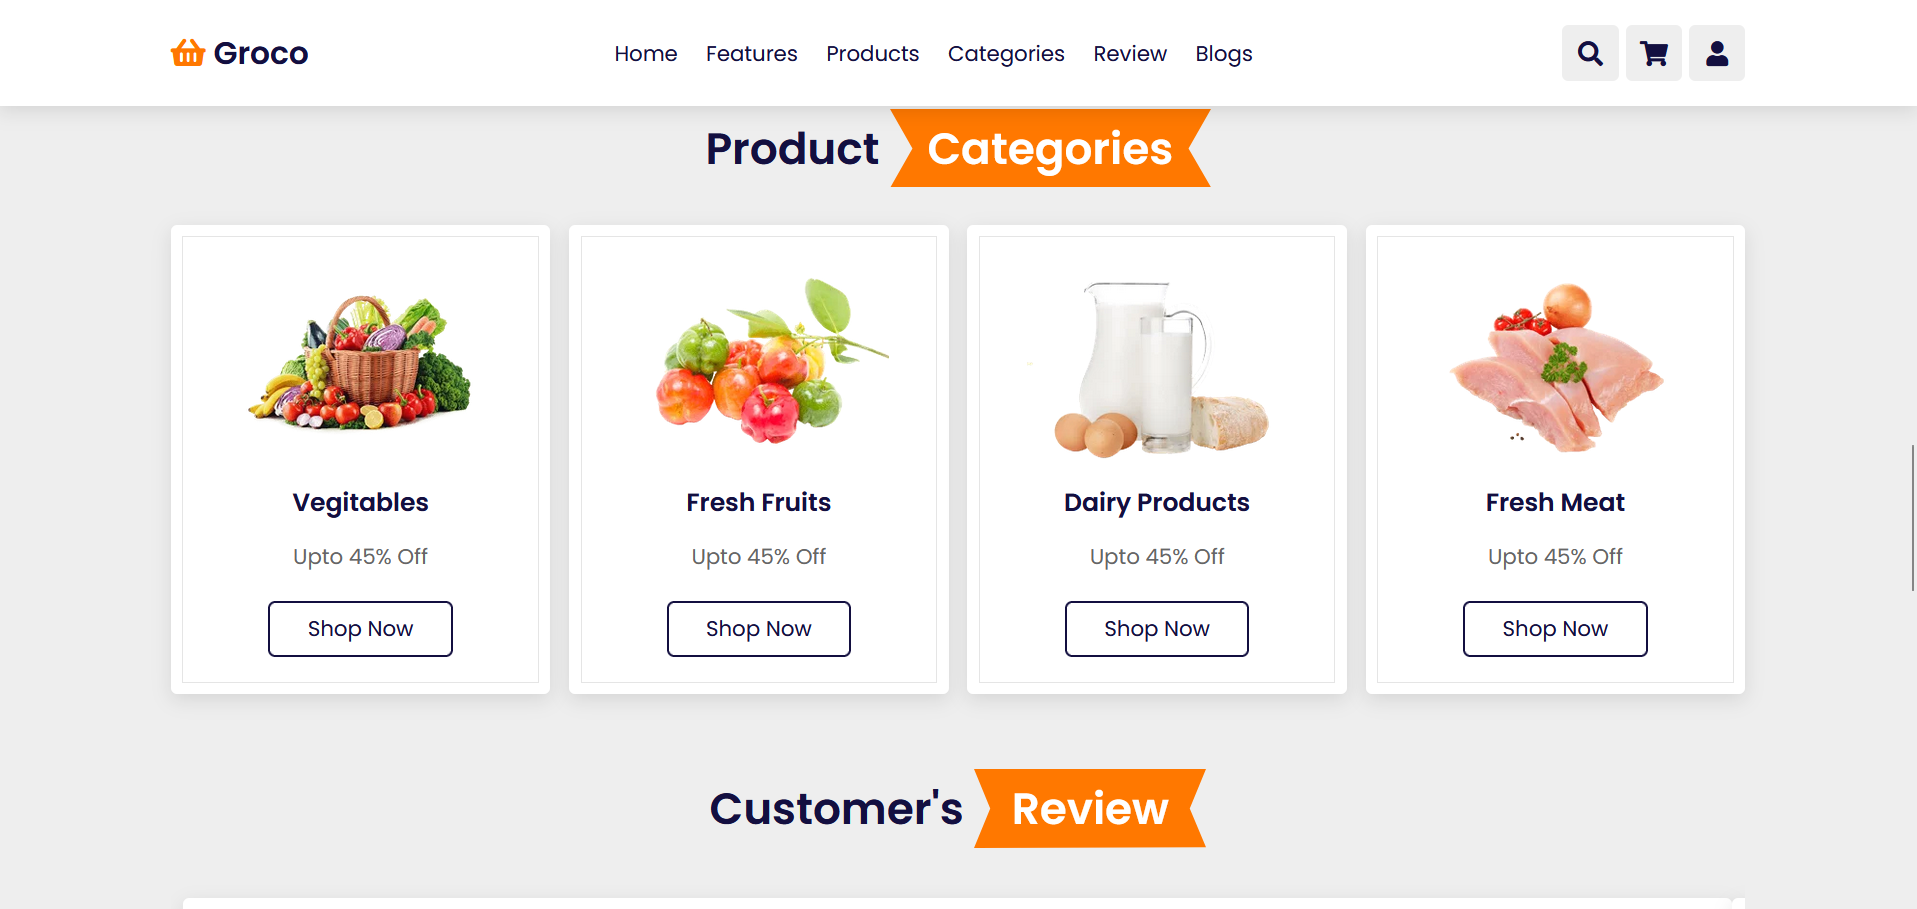 Groco
Home Features Products Categories Review Blogs
Product Categories
Vegitables
Upto 45% Off
Shop Now
Fresh Fruits
Upto 45% Off
Shop Now
Dairy Products
Upto 45% Off
Shop Now
Fresh Meat
Upto 45% Off
Shop Now
Customer's Review